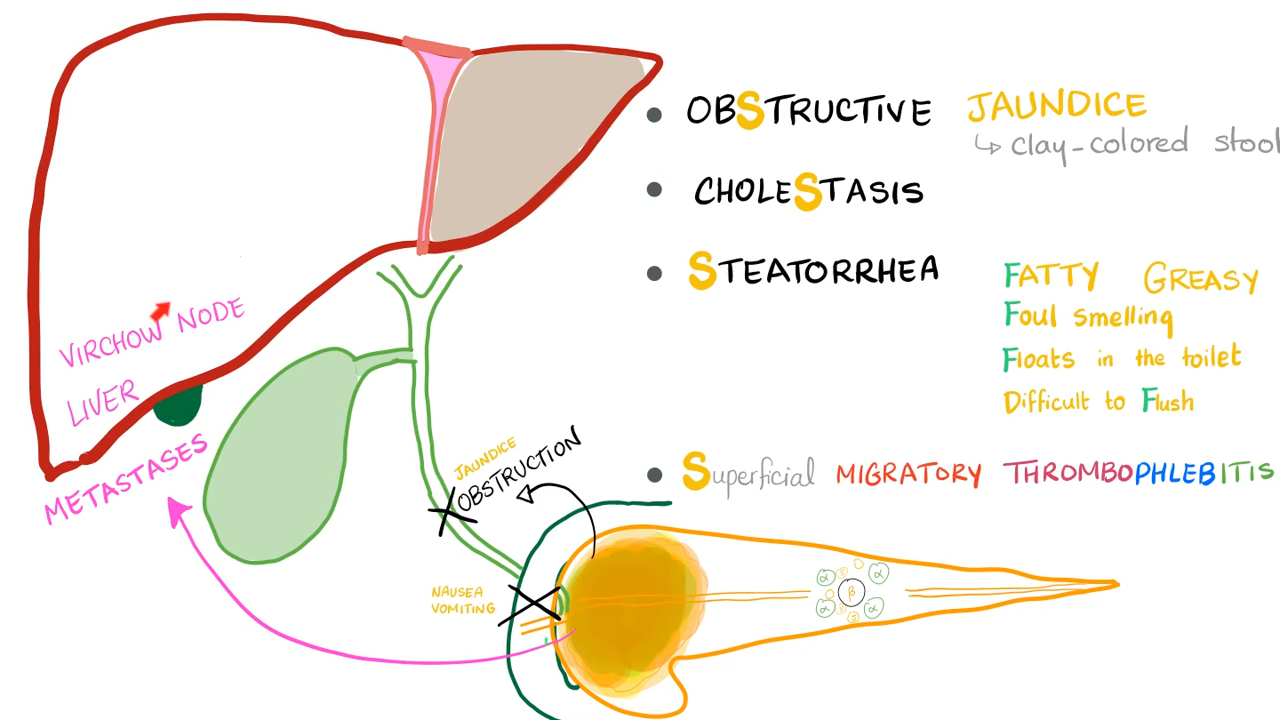 OBSTRUCTIVE JAUNDICE
↳ clay-colored stool
CHOLESTASIS
STEATORRHEA
FATTY GREASY
Foul smelling
Floats in the toilet
Difficult to Flush
Superficial MIGRATORY THROMBOPHLEBITIS
VIRCHOW NODE
LIVER
METASTASES
JAUNDICE
OBSTRUCTION
NAUSEA
VOMITING
α α
β
α α